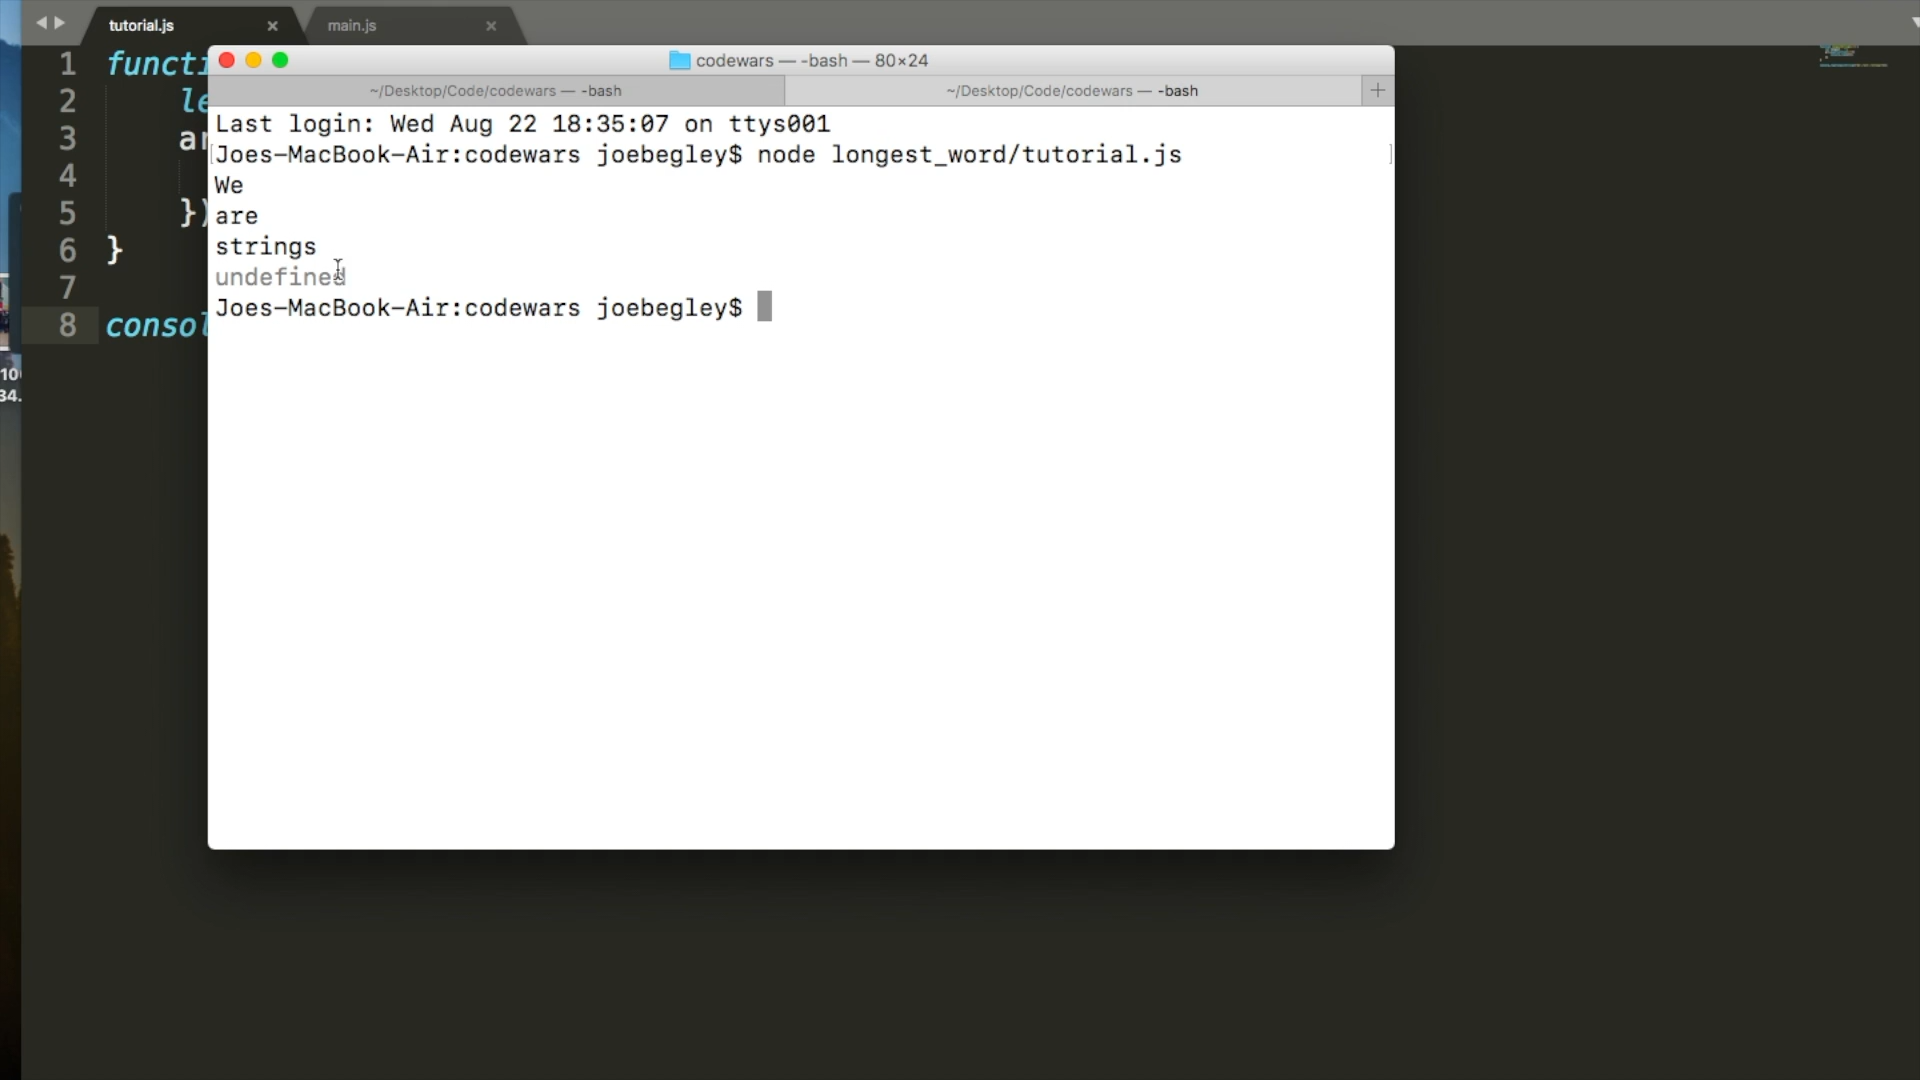 tutorial.js × main.js ×
codewars — -bash — 80×24
~/Desktop/Code/codewars — -bash ~/Desktop/Code/codewars — -bash +
Last login: Wed Aug 22 18:35:07 on ttys001
Joes-MacBook-Air:codewars joebegley$ node longest_word/tutorial.js
We
are
strings
undefined
Joes-MacBook-Air:codewars joebegley$
1 functi
2 le
3 ar
4
5 })
6 }
7
8 consol
10
34.